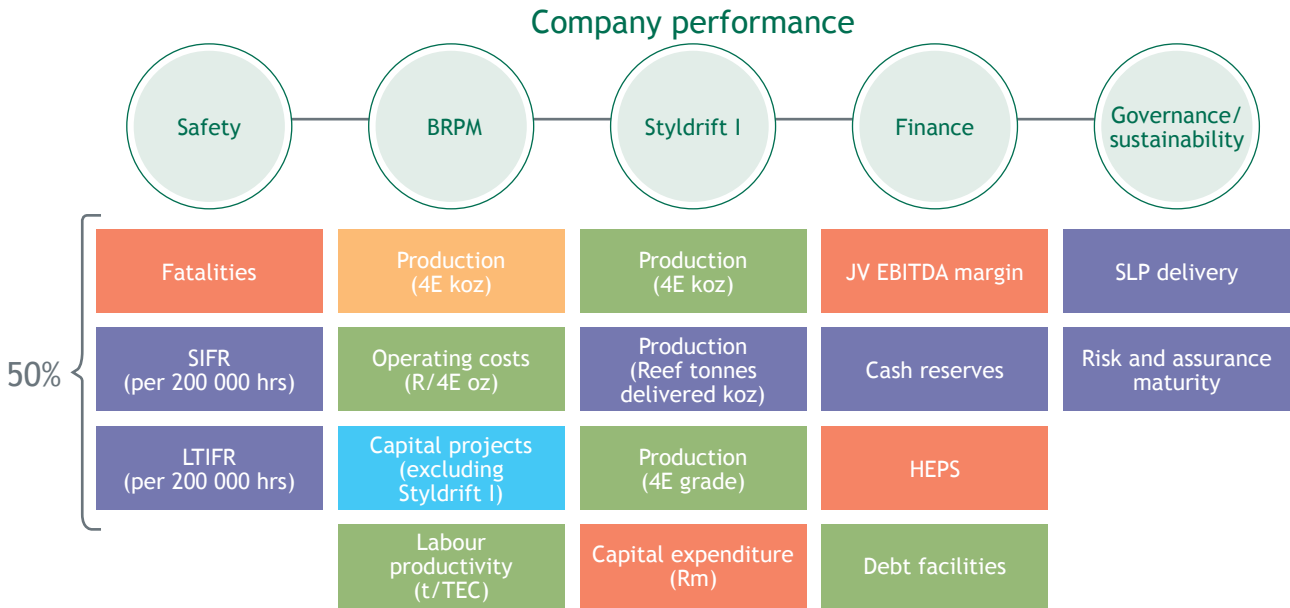 Company performance
Safety
BRPM
Styldrift I
Finance
Governance/
sustainability
50%
Fatalities
SIFR
(per 200 000 hrs)
LTIFR
(per 200 000 hrs)
Production
(4E koz)
Operating costs
(R/4E oz)
Capital projects
(excluding
Styldrift I)
Labour
productivity
(t/TEC)
Production
(4E koz)
Production
(Reef tonnes
delivered koz)
Production
(4E grade)
Capital expenditure
(Rm)
JV EBITDA margin
Cash reserves
HEPS
Debt facilities
SLP delivery
Risk and assurance
maturity